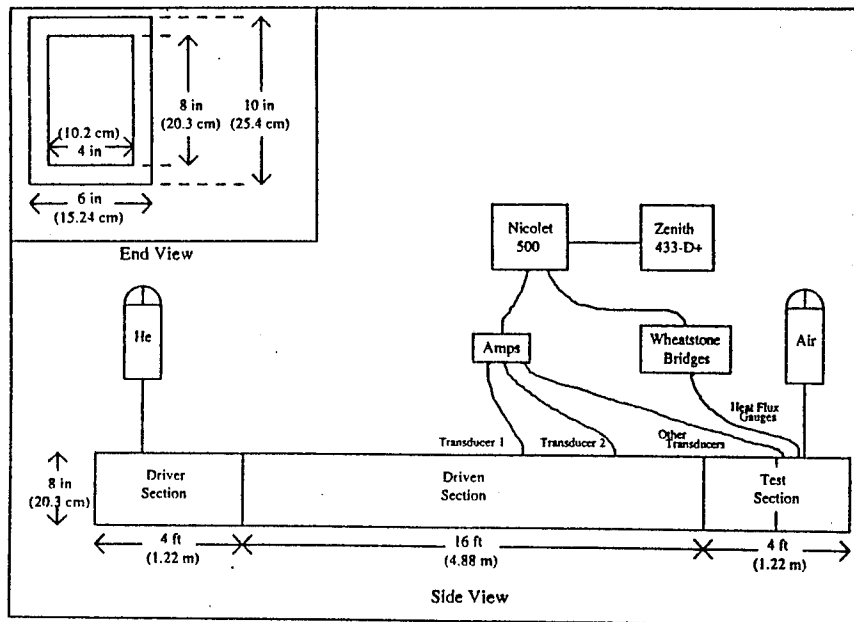 8 in
(20.3 cm)
10 in
(25.4 cm)
(10.2 cm)
4 in
6 in
(15.24 cm)
End View
Nicolet
500
Zenith
433-D+
He
Amps
Wheatstone
Bridges
Air
Heat Flux
Gauges
Transducer 1
Transducer 2
Other
Transducers
8 in
(20.3 cm)
Driver
Section
Driven
Section
Test
Section
4 ft
(1.22 m)
16 ft
(4.88 m)
4 ft
(1.22 m)
Side View